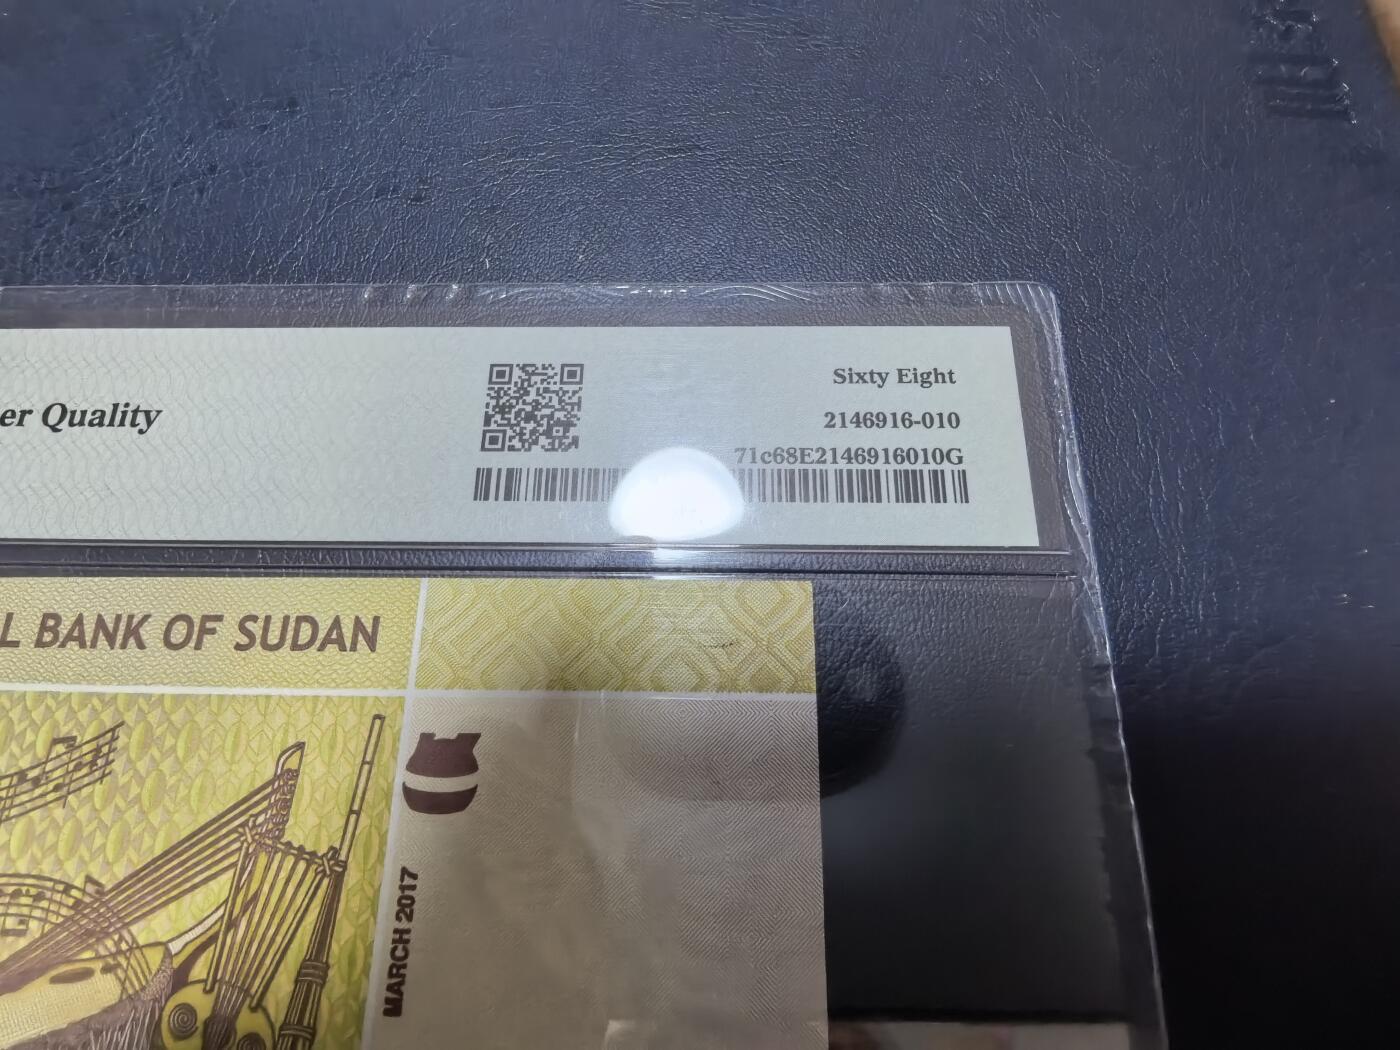 er Quality
Sixty Eight
2146916-010
71c68E2146916010G
L BANK OF SUDAN
MARCH 2017